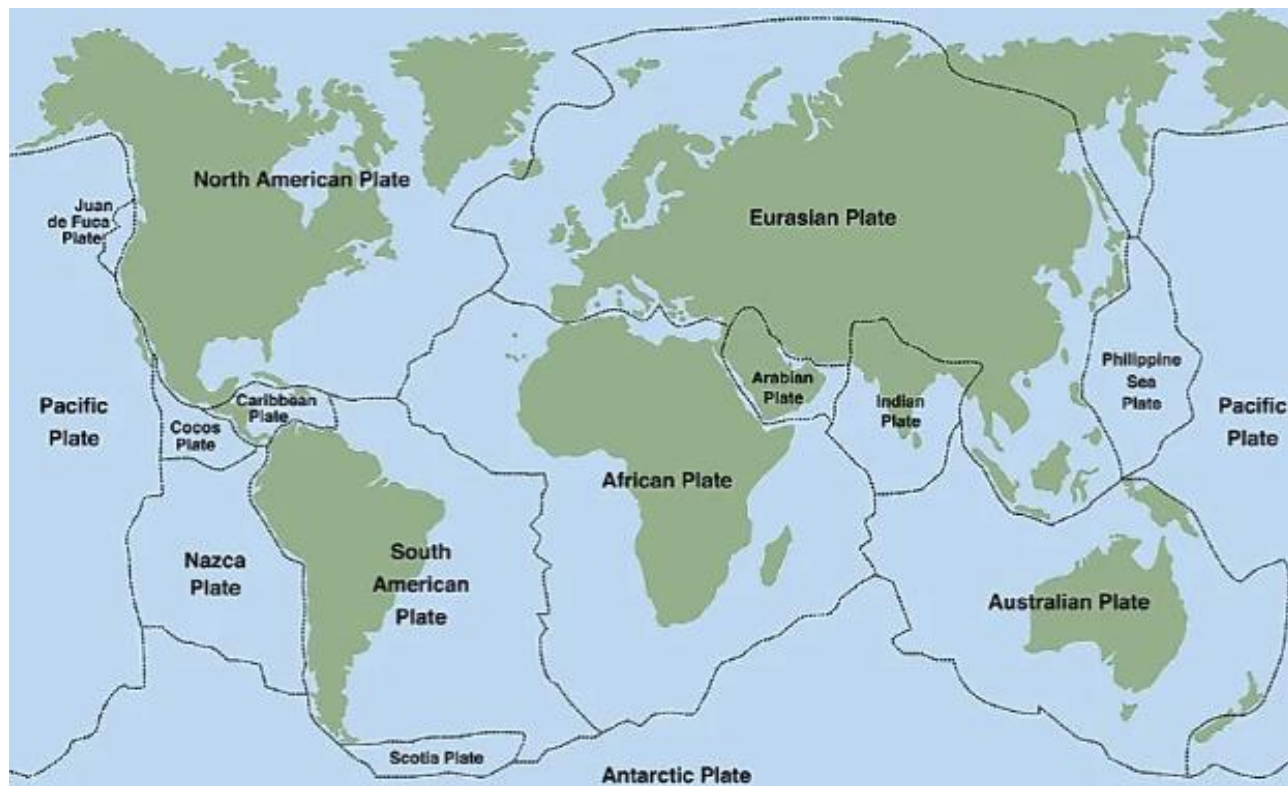 North American Plate
Juan
de Fuca
Plate
Eurasian Plate
Philippine
Sea
Plate
Arabian
Plate
Caribbean
Plate
Indian
Plate
Pacific
Plate
Cocos
Plate
Pacific
Plate
African Plate
Nazca
Plate
South
American
Plate
Australian Plate
Scotia Plate
Antarctic Plate